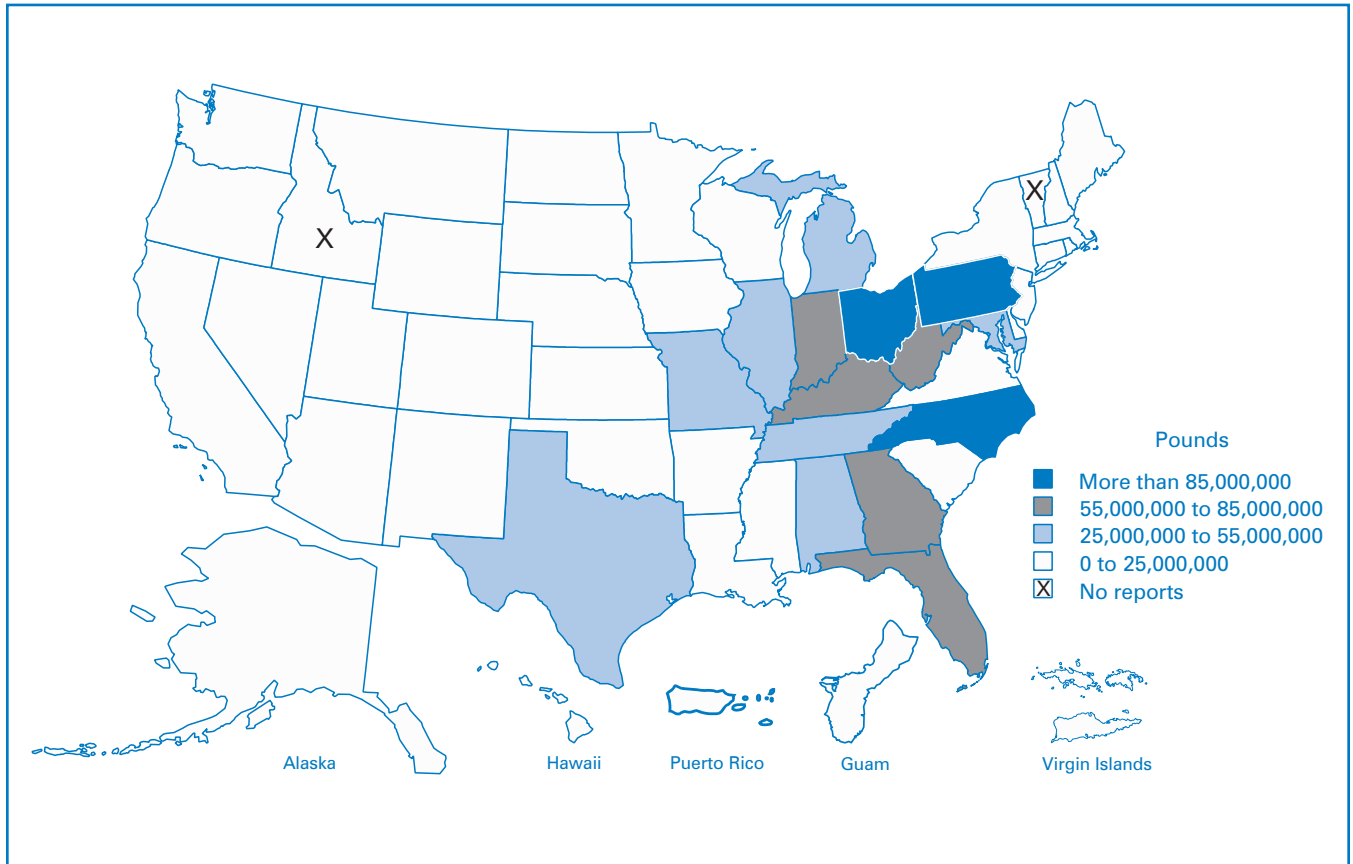 X
X
Pounds
More than 85,000,000
55,000,000 to 85,000,000
25,000,000 to 55,000,000
0 to 25,000,000
X No reports
Alaska
Hawaii
Puerto Rico
Guam
Virgin Islands